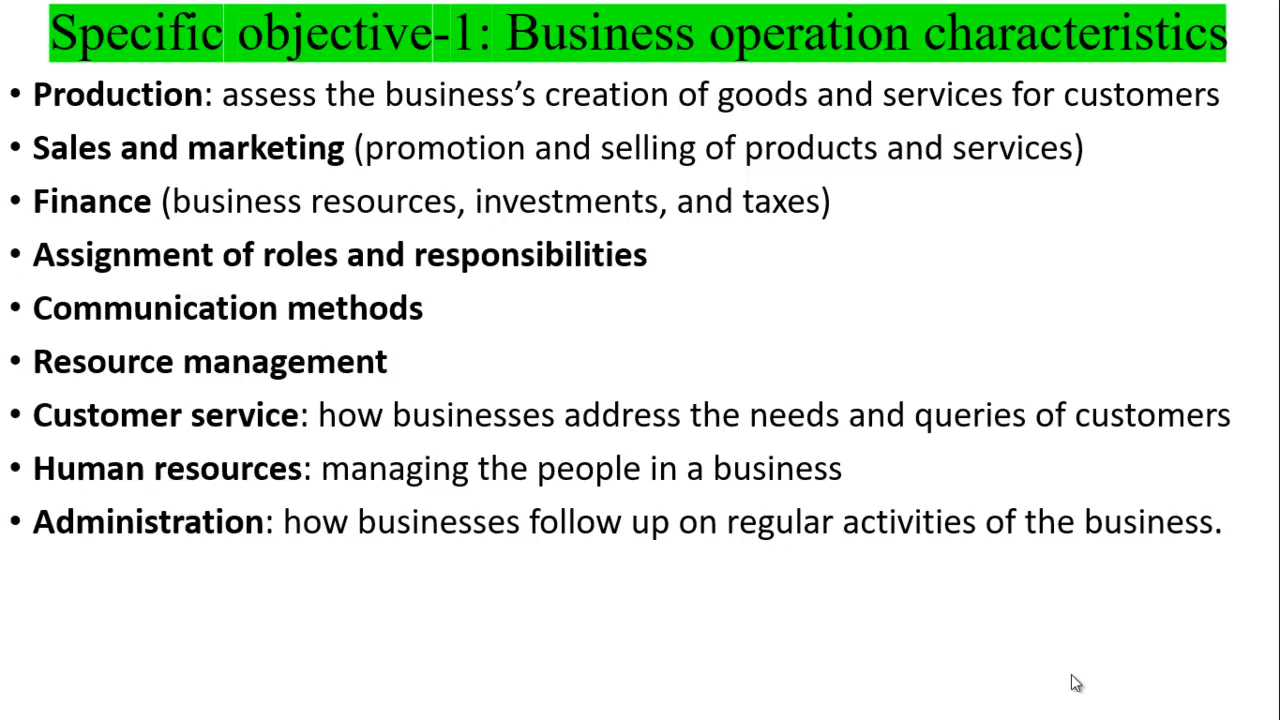 Specific objective-1: Business operation characteristics
• Production: assess the business’s creation of goods and services for customers
• Sales and marketing (promotion and selling of products and services)
• Finance (business resources, investments, and taxes)
• Assignment of roles and responsibilities
• Communication methods
• Resource management
• Customer service: how businesses address the needs and queries of customers
• Human resources: managing the people in a business
• Administration: how businesses follow up on regular activities of the business.